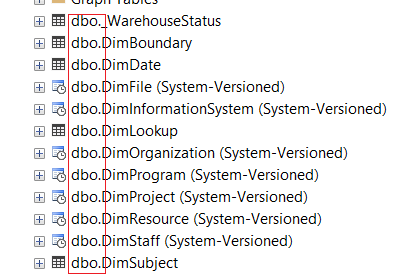 Graph Tables
dbo._WarehouseStatus
dbo.DimBoundary
dbo.DimDate
dbo.DimFile (System-Versioned)
dbo.DimInformationSystem (System-Versioned)
dbo.DimLookup
dbo.DimOrganization (System-Versioned)
dbo.DimProgram (System-Versioned)
dbo.DimProject (System-Versioned)
dbo.DimResource (System-Versioned)
dbo.DimStaff (System-Versioned)
dbo.DimSubject